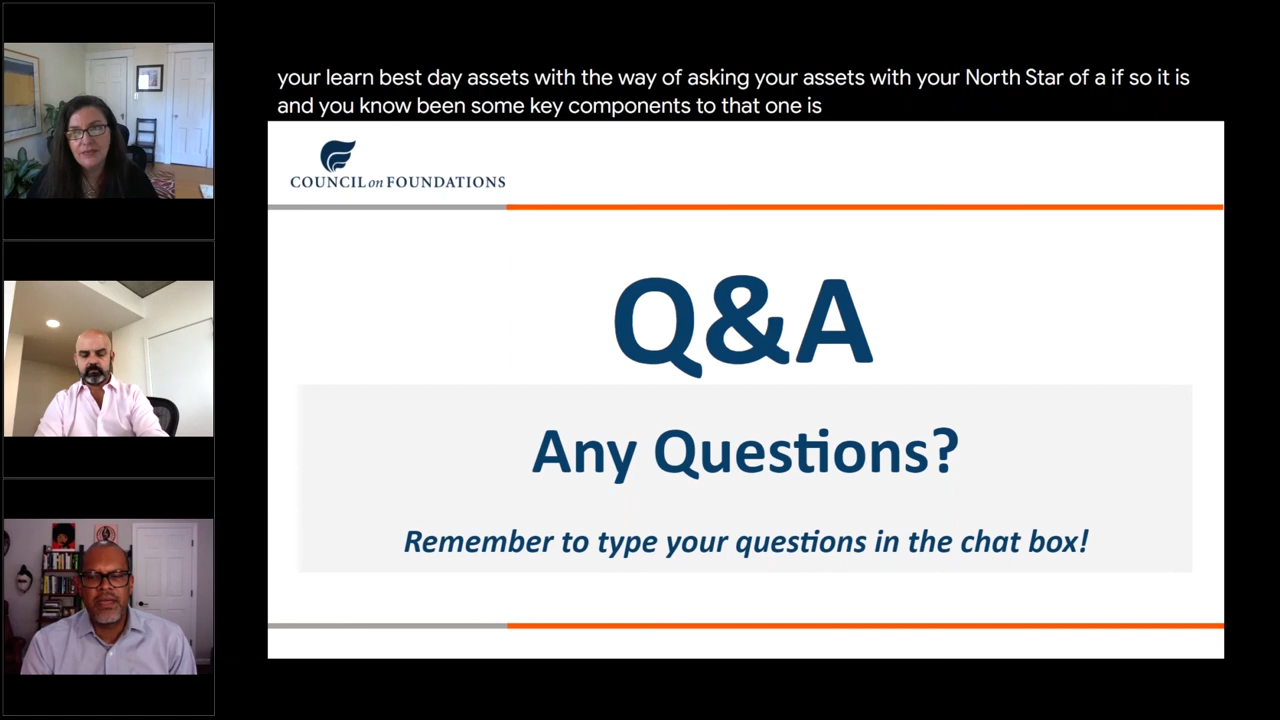 your learn best day assets with the way of asking your assets with your North Star of a if so it is
and you know been some key components to that one is
COUNCIL on FOUNDATIONS
Q&A
Any Questions?
Remember to type your questions in the chat box!